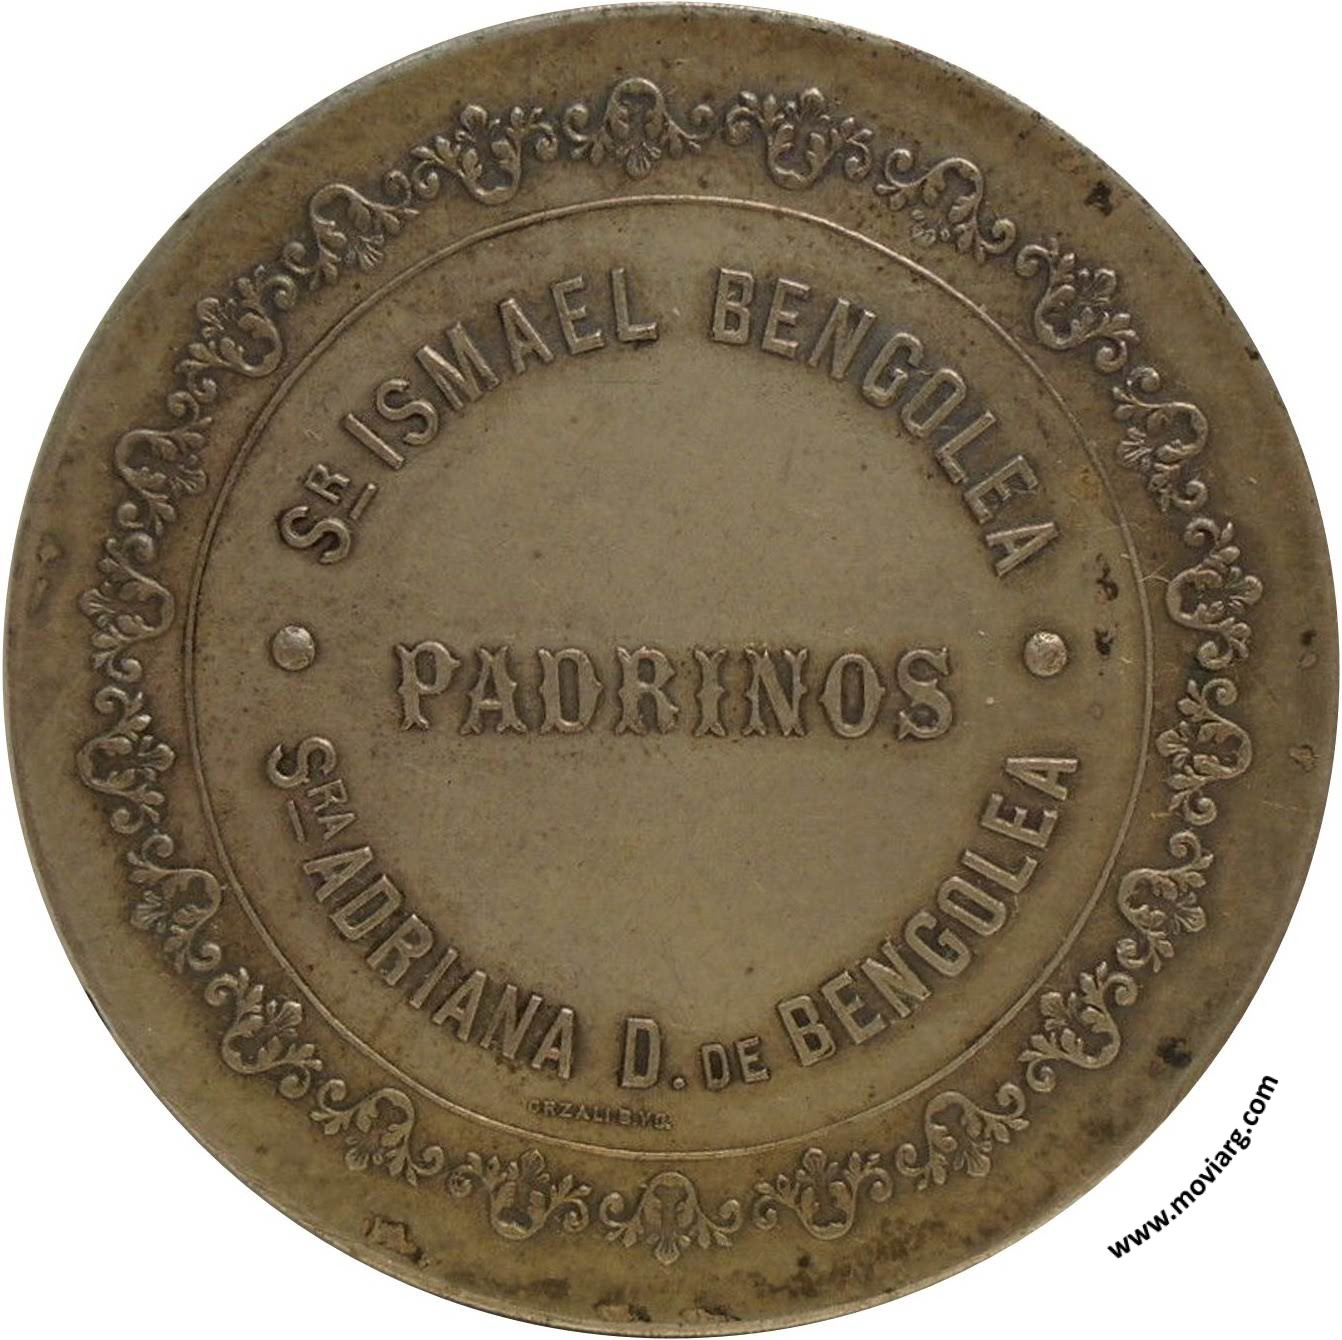 SR ISMAEL BENGOLEA
PADRINOS
SRA ADRIANA D. DE BENGOLEA
www.moviarg.com